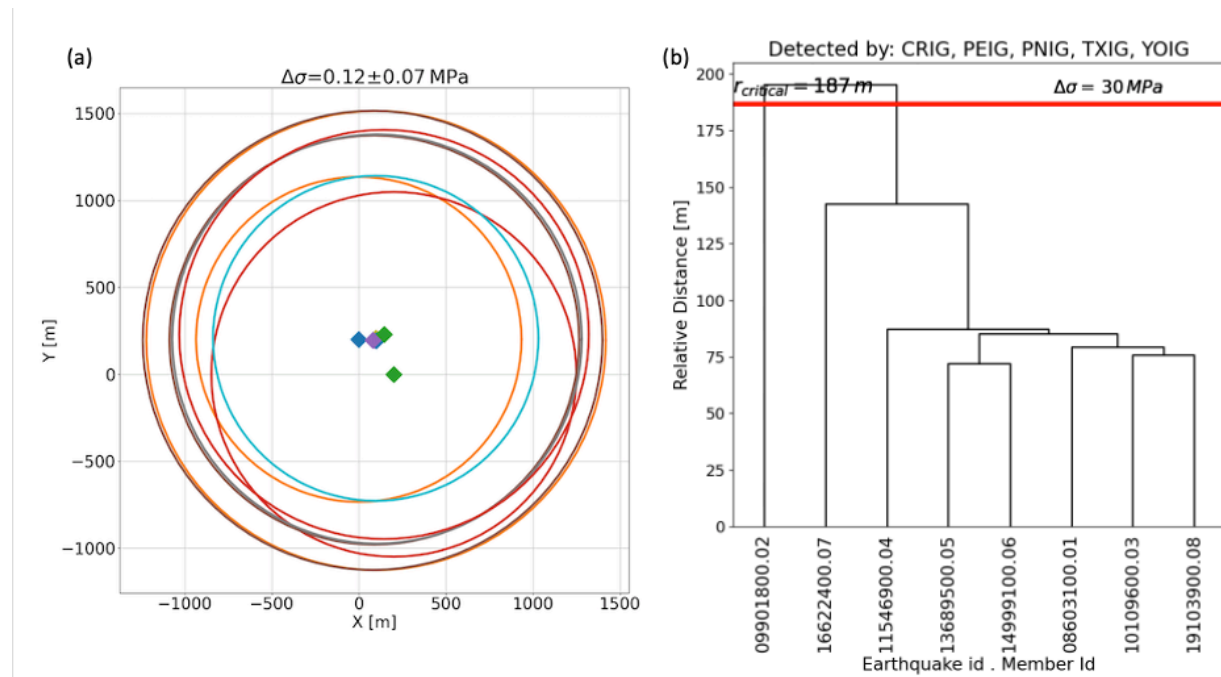 (a)
Δσ=0.12±0.07 MPa
1500
1000
500
0
−500
−1000
Y [m]
−1000 −500 0 500 1000 1500
X [m]
(b)
Detected by: CRIG, PEIG, PNIG, TXIG, YOIG
r_critical = 187 m
Δσ = 30 MPa
200
175
150
125
100
75
50
25
0
Relative Distance [m]
09901800.02
16622400.07
11546900.04
13689500.05
14999100.06
08603100.01
10109600.03
19103900.08
Earthquake id . Member Id